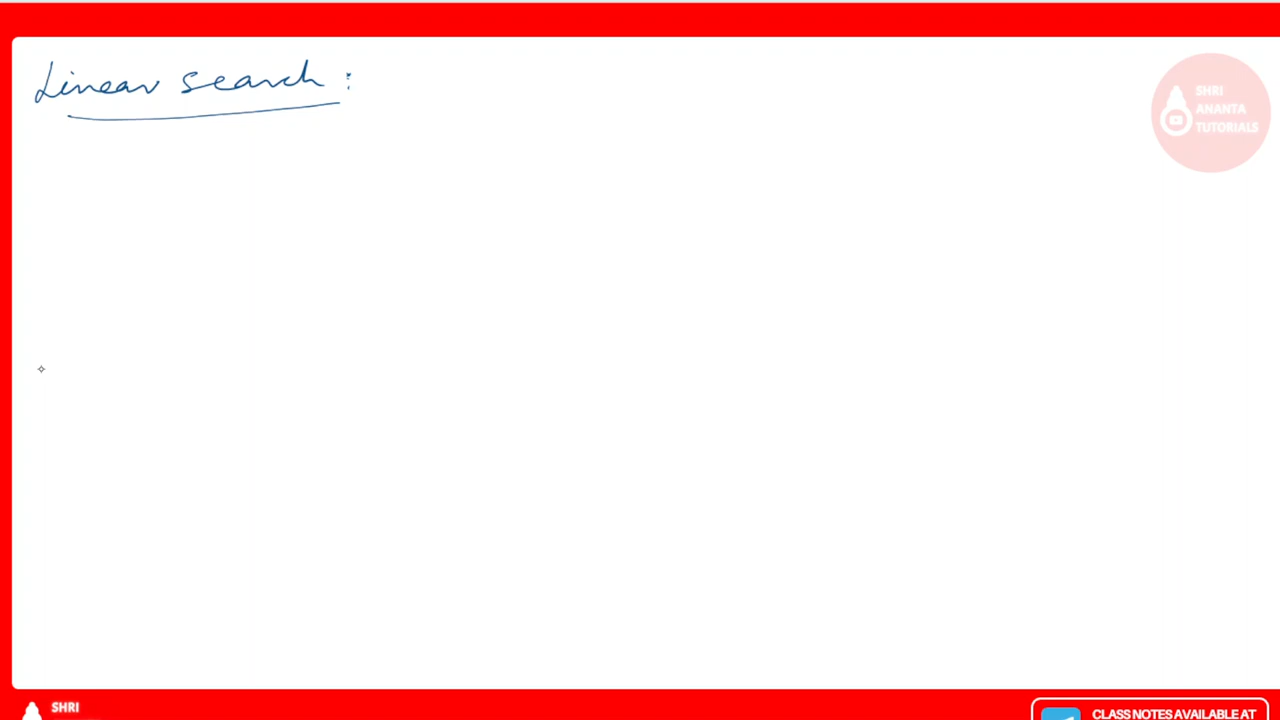 Linear search :
SHRI
ANANTA
TUTORIALS
SHRI
CLASS NOTES AVAILABLE AT